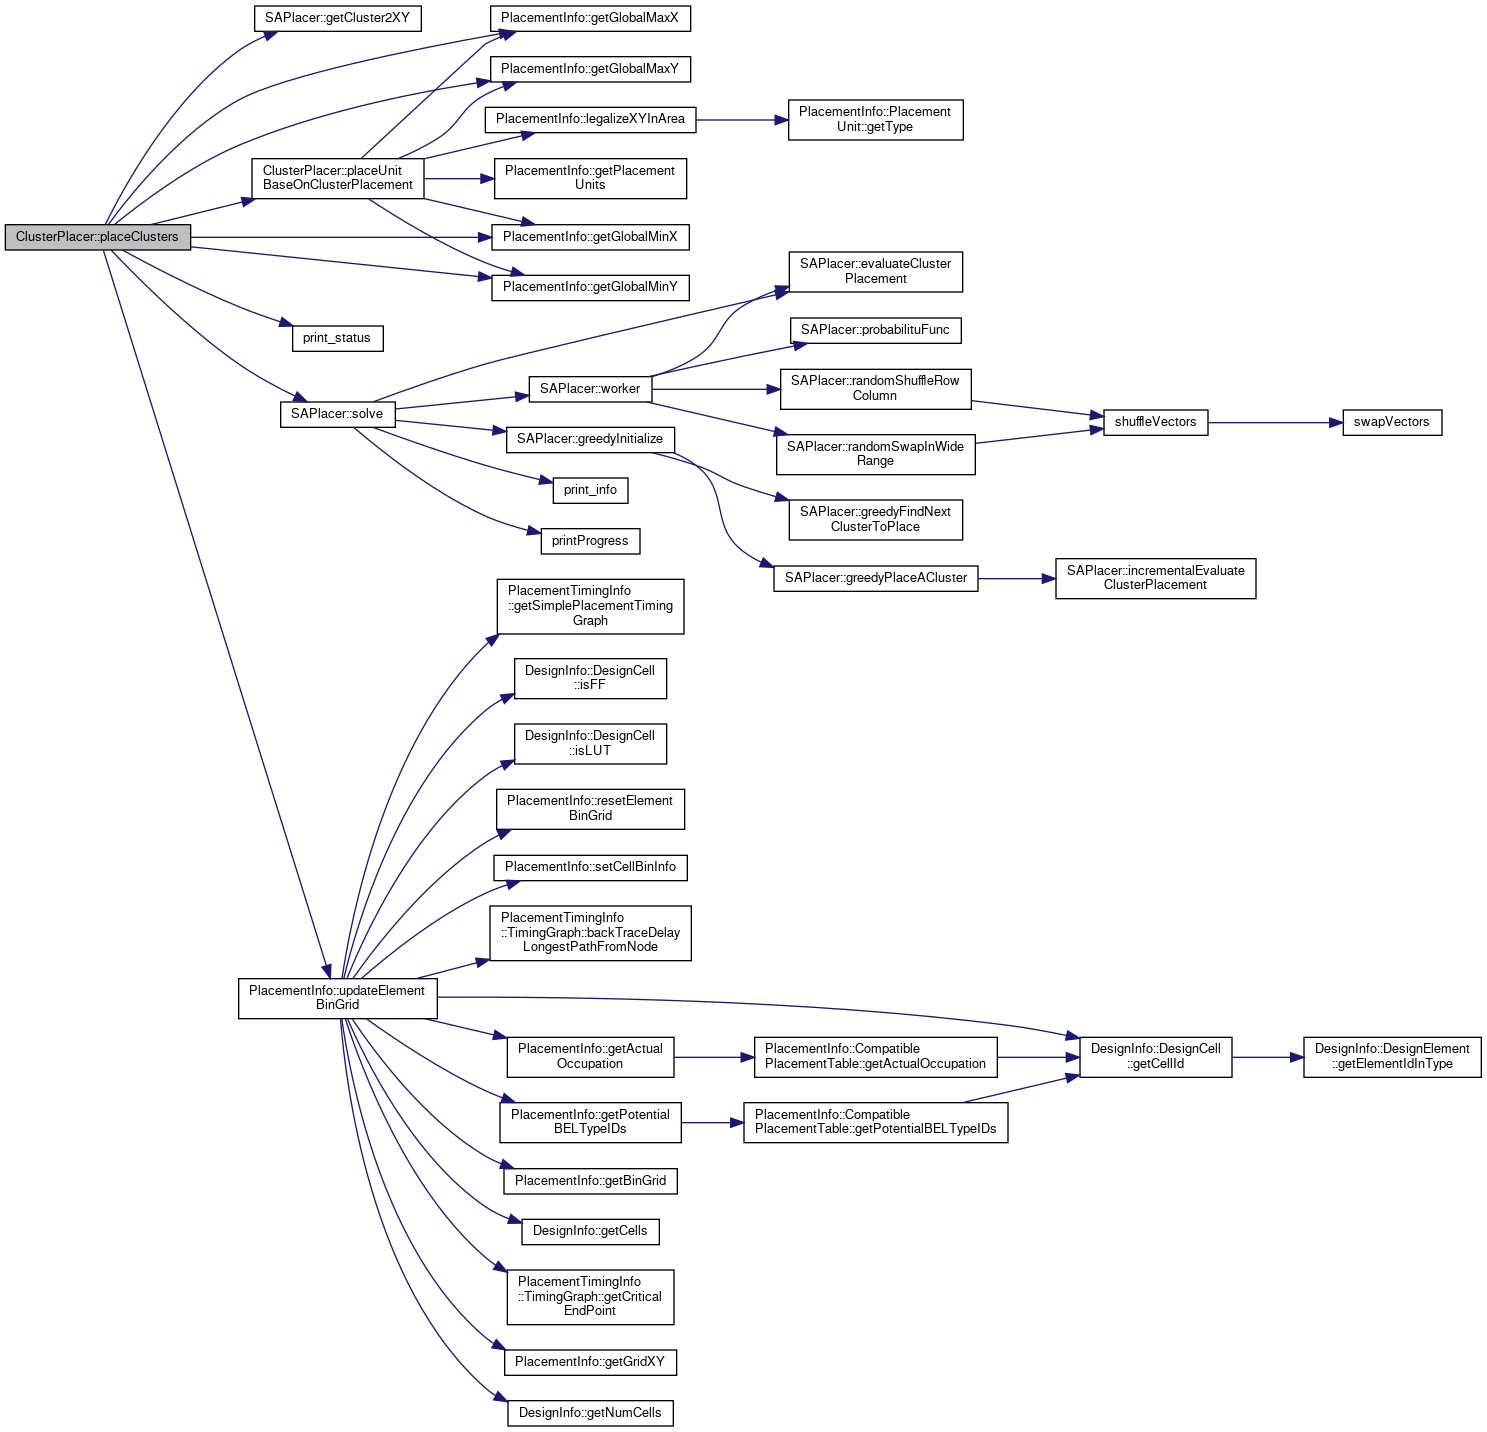 SAPlacer::getCluster2XY
PlacementInfo::getGlobalMaxX
PlacementInfo::getGlobalMaxY
PlacementInfo::legalizeXYInArea
PlacementInfo::Placement
Unit::getType
ClusterPlacer::placeUnit
BaseOnClusterPlacement
PlacementInfo::getPlacement
Units
ClusterPlacer::placeClusters
PlacementInfo::getGlobalMinX
PlacementInfo::getGlobalMinY
SAPlacer::evaluateCluster
Placement
print_status
SAPlacer::probabilituFunc
SAPlacer::solve
SAPlacer::worker
SAPlacer::randomShuffleRow
Column
shuffleVectors
swapVectors
SAPlacer::greedyInitialize
SAPlacer::randomSwapInWide
Range
print_info
SAPlacer::greedyFindNext
ClusterToPlace
printProgress
SAPlacer::greedyPlaceACluster
SAPlacer::incrementalEvaluate
ClusterPlacement
PlacementTimingInfo
::getSimplePlacementTiming
Graph
DesignInfo::DesignCell
::isFF
DesignInfo::DesignCell
::isLUT
PlacementInfo::resetElement
BinGrid
PlacementInfo::setCellBinInfo
PlacementTimingInfo
::TimingGraph::backTraceDelay
LongestPathFromNode
PlacementInfo::updateElement
BinGrid
PlacementInfo::getActual
Occupation
PlacementInfo::Compatible
PlacementTable::getActualOccupation
DesignInfo::DesignCell
::getCellId
DesignInfo::DesignElement
::getElementIdInType
PlacementInfo::getPotential
BELTypeIDs
PlacementInfo::Compatible
PlacementTable::getPotentialBELTypeIDs
PlacementInfo::getBinGrid
DesignInfo::getCells
PlacementTimingInfo
::TimingGraph::getCritical
EndPoint
PlacementInfo::getGridXY
DesignInfo::getNumCells